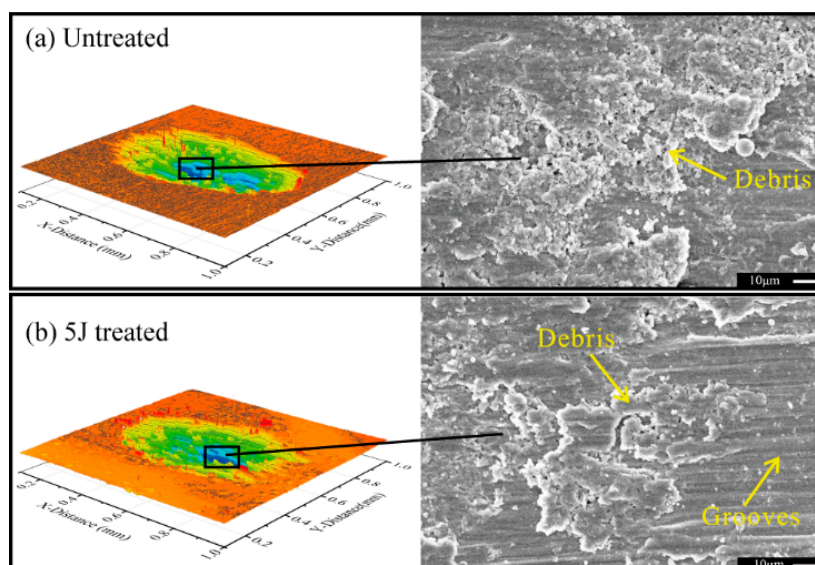 (a) Untreated
Debris
10μm
0.2
0.4
0.6
0.8
1.0
X-Distance (mm)
0.2
0.4
0.6
0.8
1.0
Y-Distance(mm)
(b) 5J treated
Debris
Grooves
10μm
0.2
0.4
0.6
0.8
1.0
X-Distance (mm)
0.2
0.4
0.6
0.8
1.0
Y-Distance(mm)